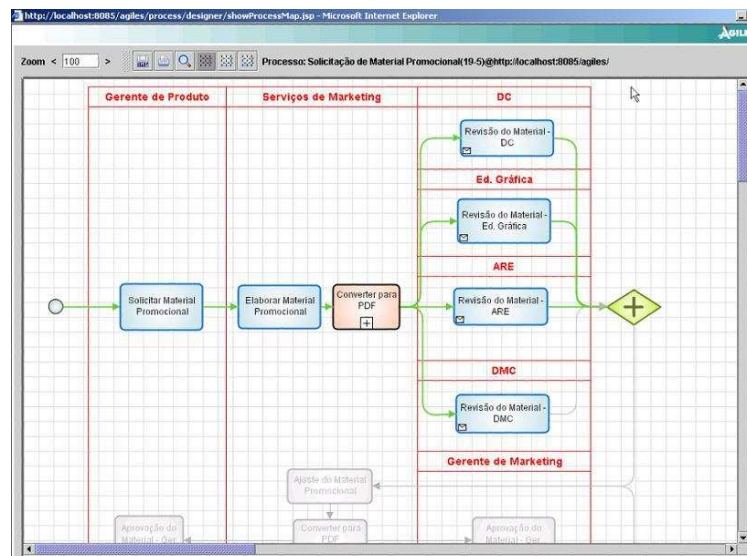 http://localhost:8085/agiles/process/designer/showProcessMap.jsp - Microsoft Internet Explorer
Zoom < 100 > Processo: Solicitação de Material Promocional(19-5)@http://localhost:8085/agiles/
Gerente de Produto
Serviços de Marketing
DC
Revisão do Material -
DC
Ed. Gráfica
Revisão do Material -
Ed. Gráfica
ARE
Solicitar Material
Promocional
Elaborar Material
Promocional
Converter para
PDF
Revisão do Material -
ARE
DMC
Revisão do Material -
DMC
Gerente de Marketing
Ajuste do Material
Promocional
Aprovação do
Material - Ger.
Converter para
PDF
Aprovação do
Material - Ger.